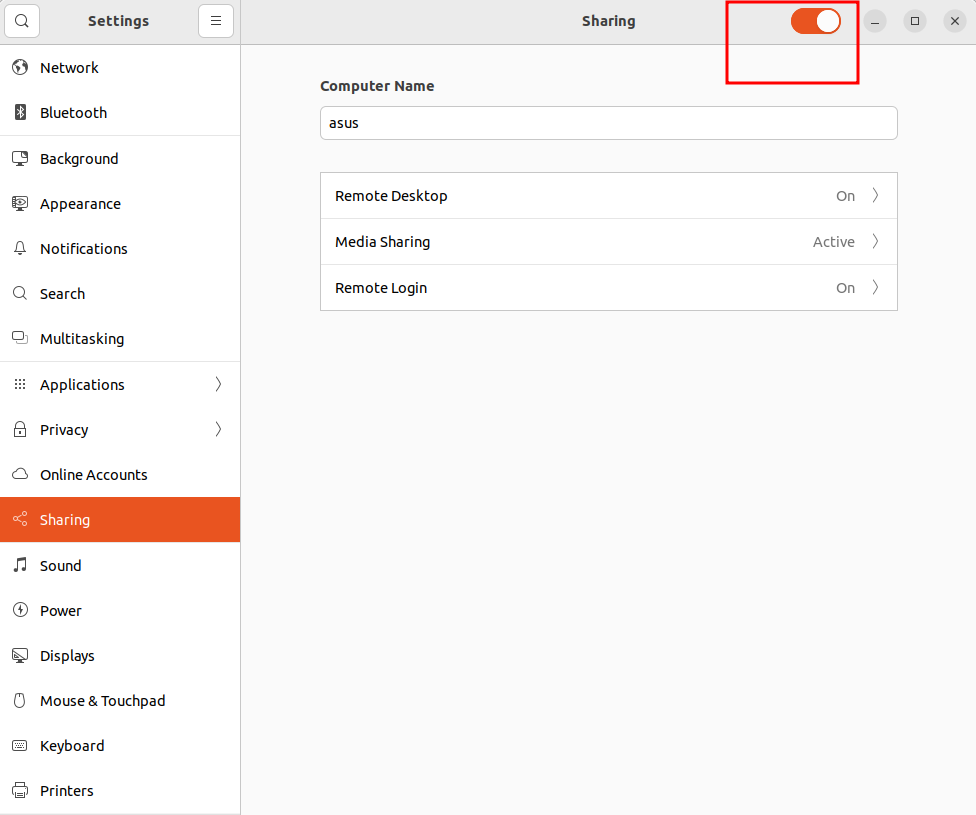 Settings
Sharing
Network
Bluetooth
Background
Appearance
Notifications
Search
Multitasking
Applications
Privacy
Online Accounts
Sharing
Sound
Power
Displays
Mouse & Touchpad
Keyboard
Printers
Computer Name
asus
Remote Desktop On
Media Sharing Active
Remote Login On